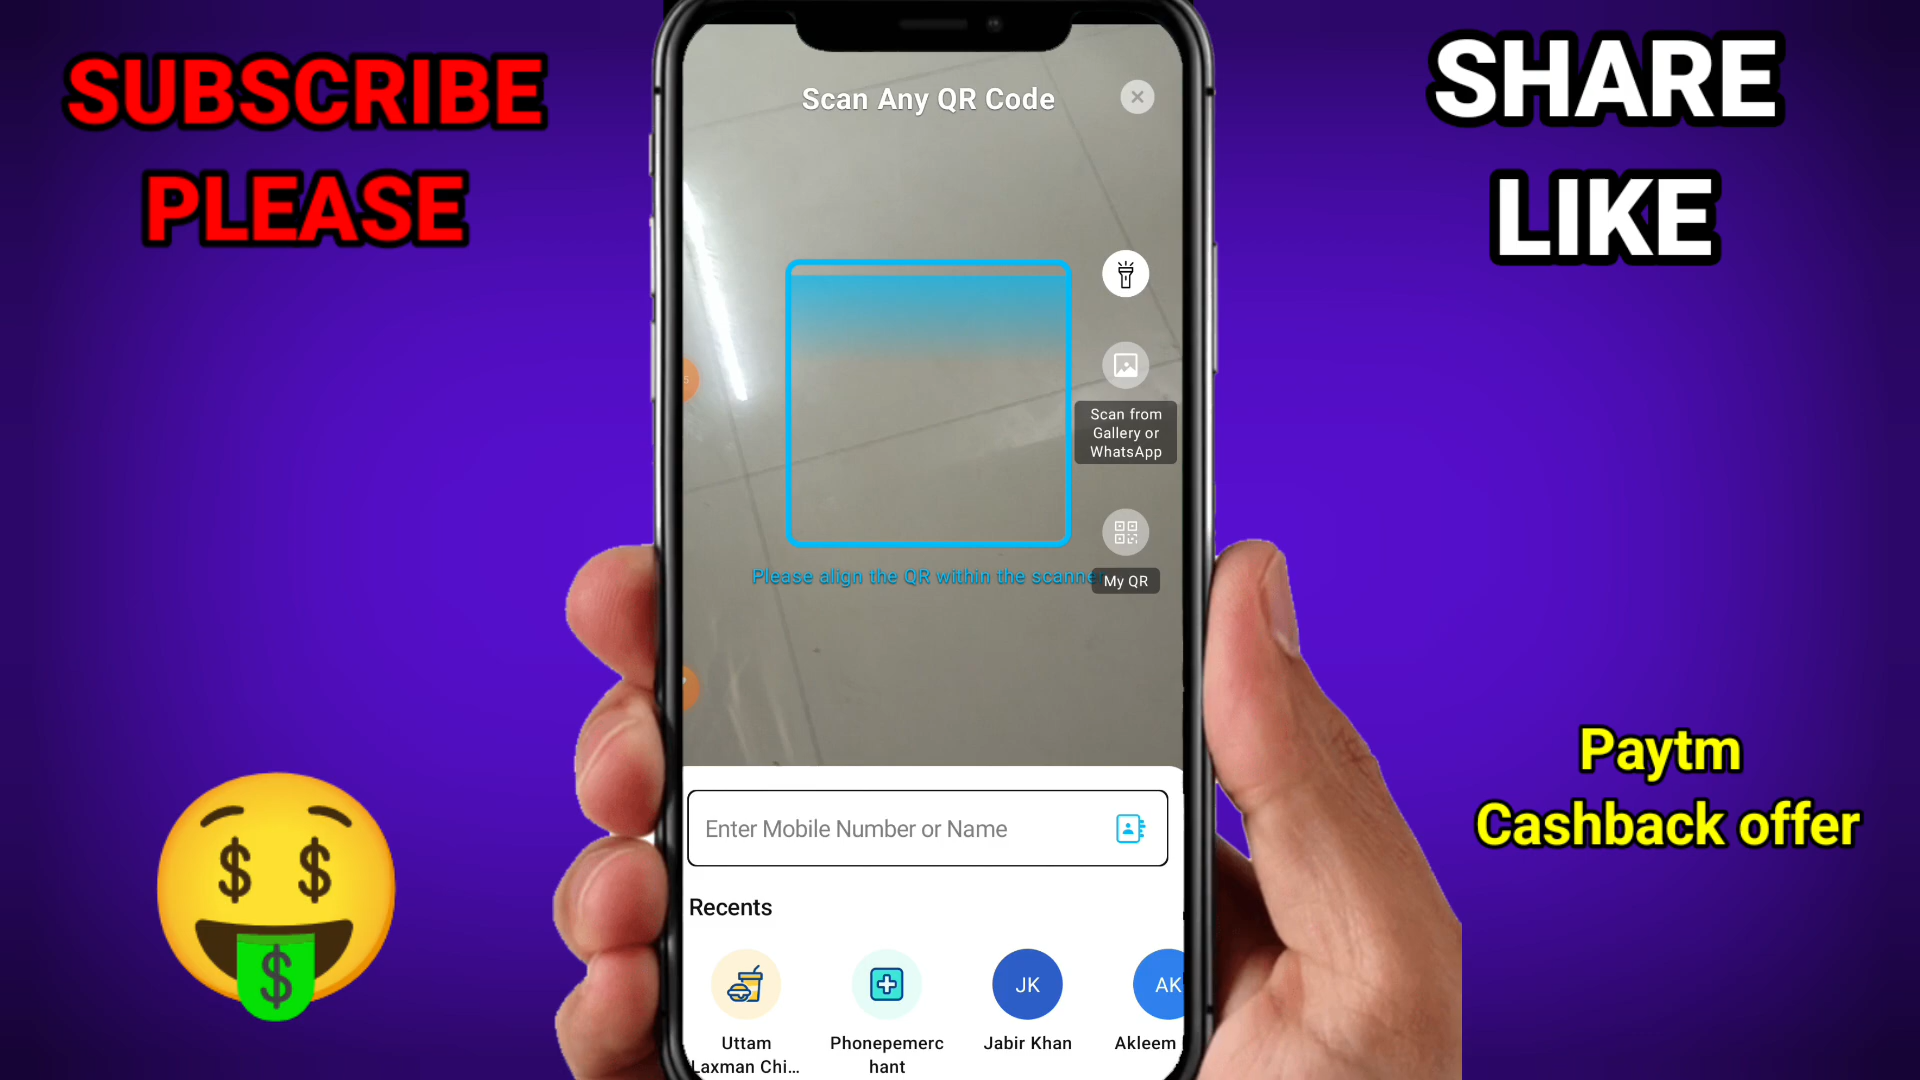 SUBSCRIBE
PLEASE
SHARE
LIKE
Scan Any QR Code
Scan from
Gallery or
WhatsApp
Please align the QR within the scanne
My QR
Enter Mobile Number or Name
Recents
JK
AK
Uttam
Laxman Chi...
Phonepemerc
hant
Jabir Khan
Akleem
Paytm
Cashback offer
$ $
$
5